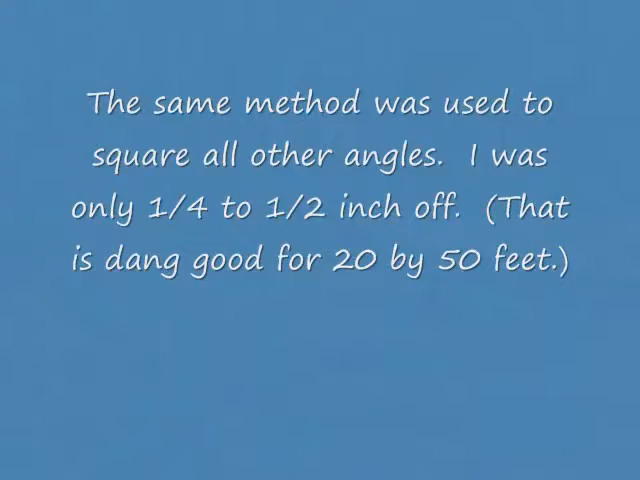 The same method was used to
square all other angles.  I was
only 1/4 to 1/2 inch off.  (That
is dang good for 20 by 50 feet.)